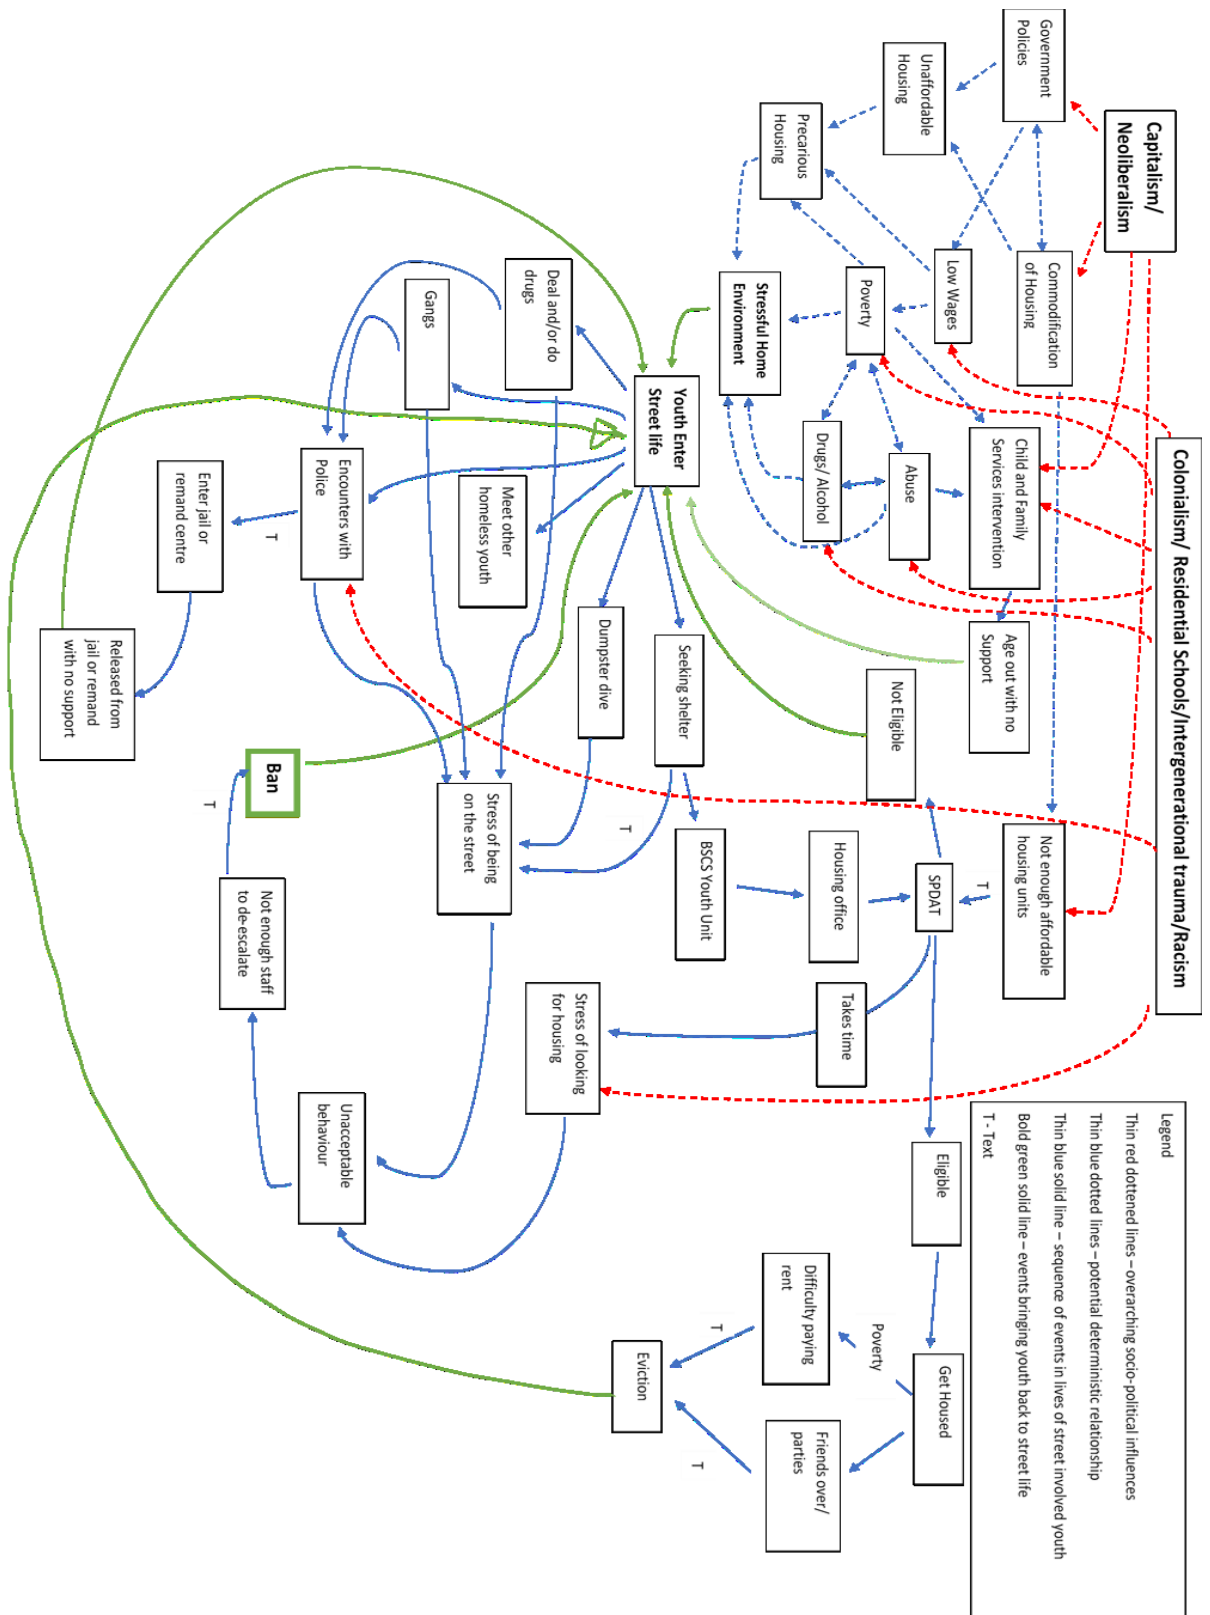 Capitalism/
Neoliberalism
Colonialism/ Residential Schools/Intergenerational trauma/Racism
Government
Policies
Commodification
of Housing
Unaffordable
Housing
Low Wages
Child and Family
Services intervention
Age out with no
Support
Not enough affordable
housing units
T
Precarious
Housing
Poverty
Abuse
Drugs/ Alcohol
Stressful Home
Environment
Not Eligible
SPDAT
Housing office
BSCS Youth Unit
Takes time
Eligible
Get Housed
Poverty
Difficulty paying
rent
Friends over/
parties
T
T
Eviction
Youth Enter
Street life
Seeking shelter
T
Dumpster dive
Deal and/or do
drugs
Meet other
homeless youth
Gangs
Stress of being
on the street
Stress of looking
for housing
Encounters with
Police
T
Enter jail or
remand centre
Released from
jail or remand
with no support
Unacceptable
behaviour
Not enough staff
to de-escalate
T
Ban
Legend
Thin red dottened lines – overarching socio-political influences
Thin blue dotted lines – potential deterministic relationship
Thin blue solid line – sequence of events in lives of street involved youth
Bold green solid line – events bringing youth back to street life
T - Text